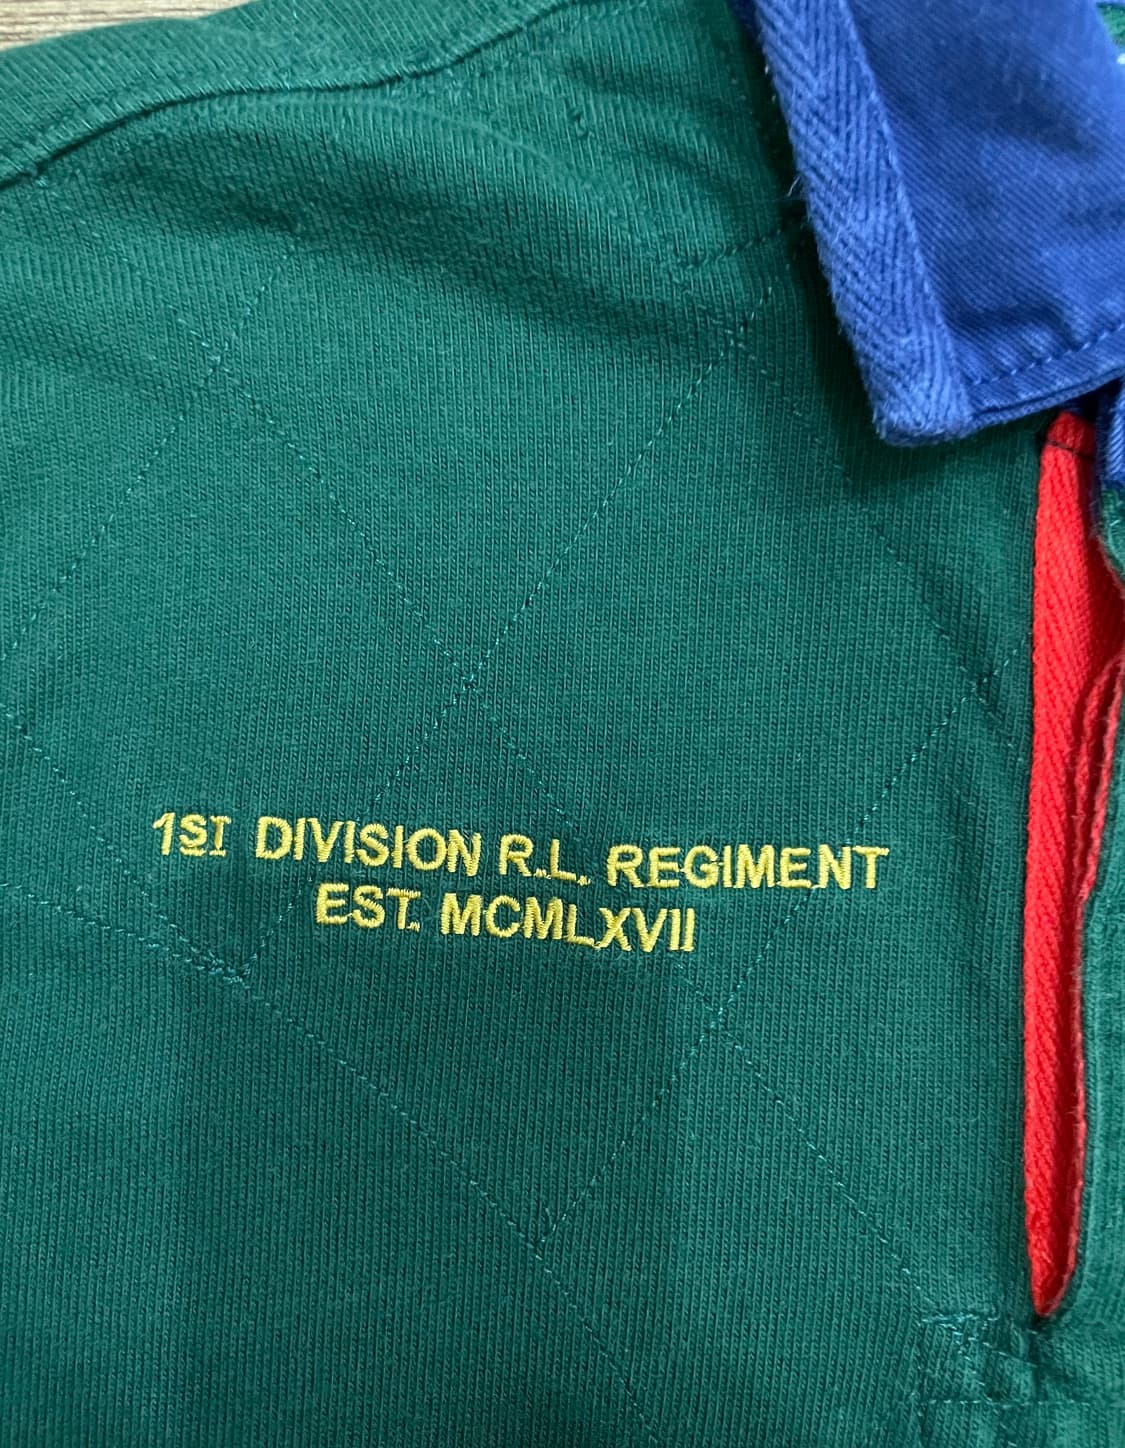 1ST DIVISION R.L. REGIMENT
EST. MCMLXVII